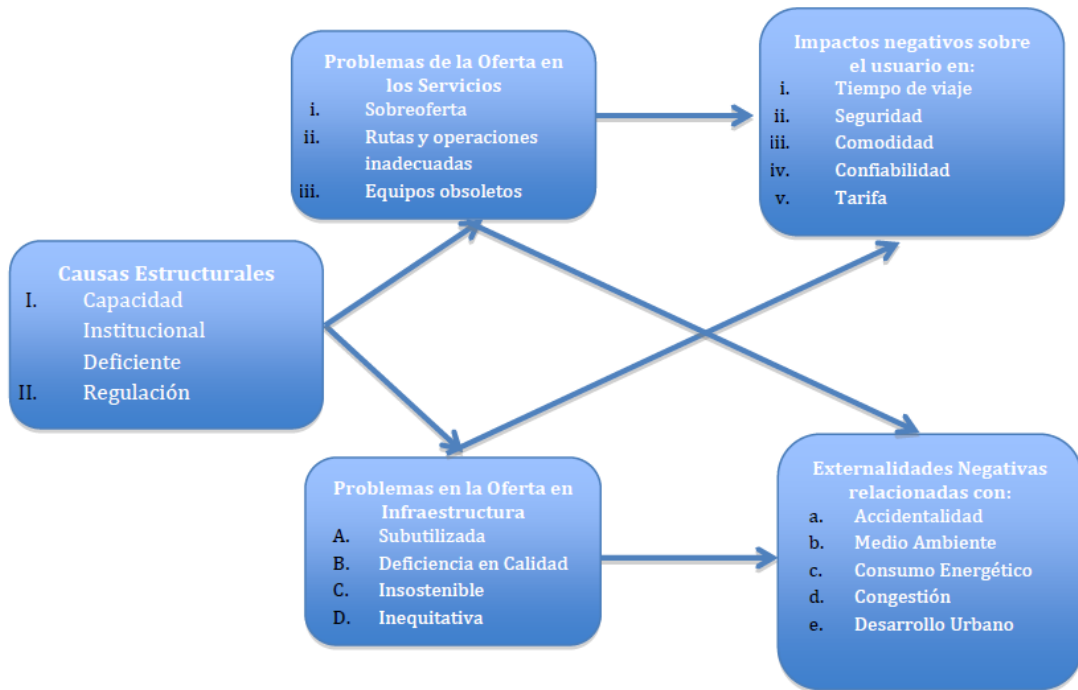 Causas Estructurales
I. Capacidad
Institucional
Deficiente
II. Regulación
Problemas de la Oferta en
los Servicios
i. Sobreoferta
ii. Rutas y operaciones
inadecuadas
iii. Equipos obsoletos
Problemas en la Oferta en
Infraestructura
A. Subutilizada
B. Deficiencia en Calidad
C. Insostenible
D. Inequitativa
Impactos negativos sobre
el usuario en:
i. Tiempo de viaje
ii. Seguridad
iii. Comodidad
iv. Confiabilidad
v. Tarifa
Externalidades Negativas
relacionadas con:
a. Accidentalidad
b. Medio Ambiente
c. Consumo Energético
d. Congestión
e. Desarrollo Urbano